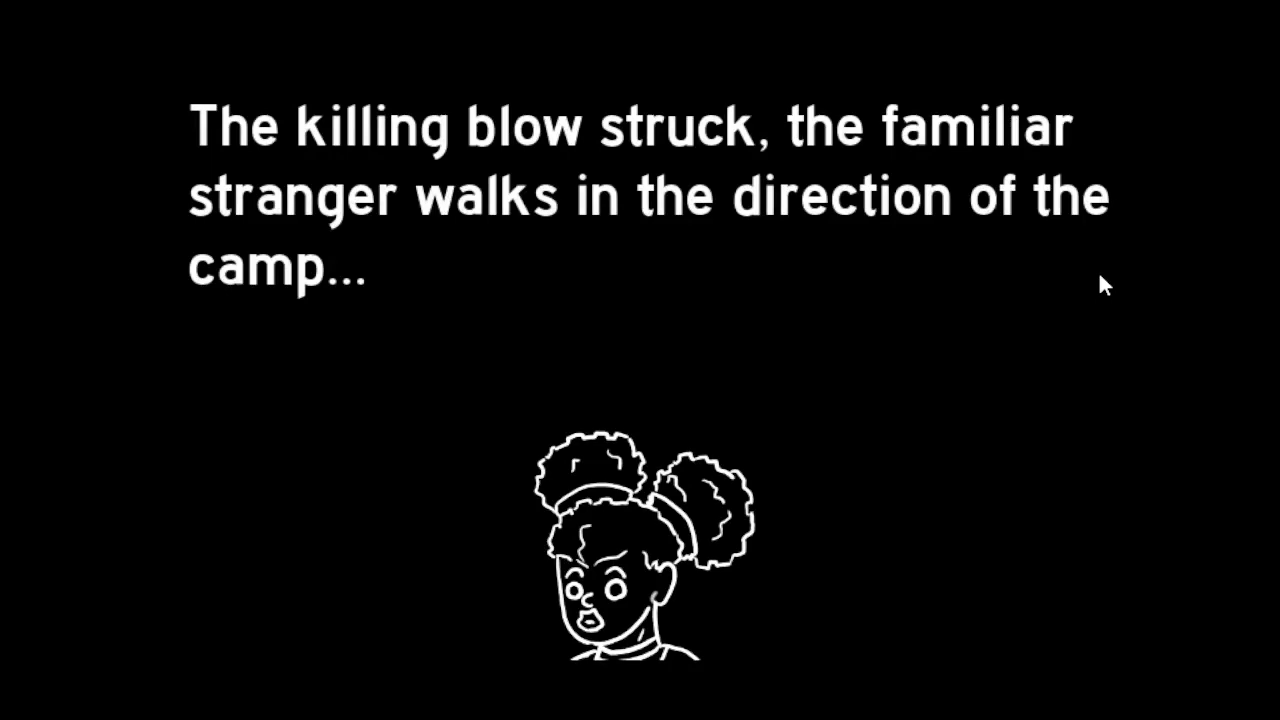 The killing blow struck, the familiar
stranger walks in the direction of the
camp...